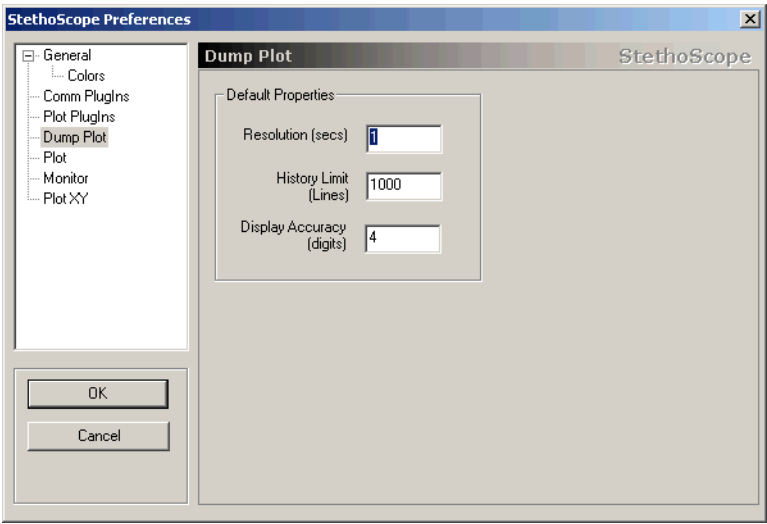 StethoScope Preferences
General
Colors
Comm PlugIns
Plot PlugIns
Dump Plot
Plot
Monitor
Plot XY
OK
Cancel
Dump Plot
StethoScope
Default Properties
Resolution (secs)
1
History Limit
(Lines)
1000
Display Accuracy
(digits)
4